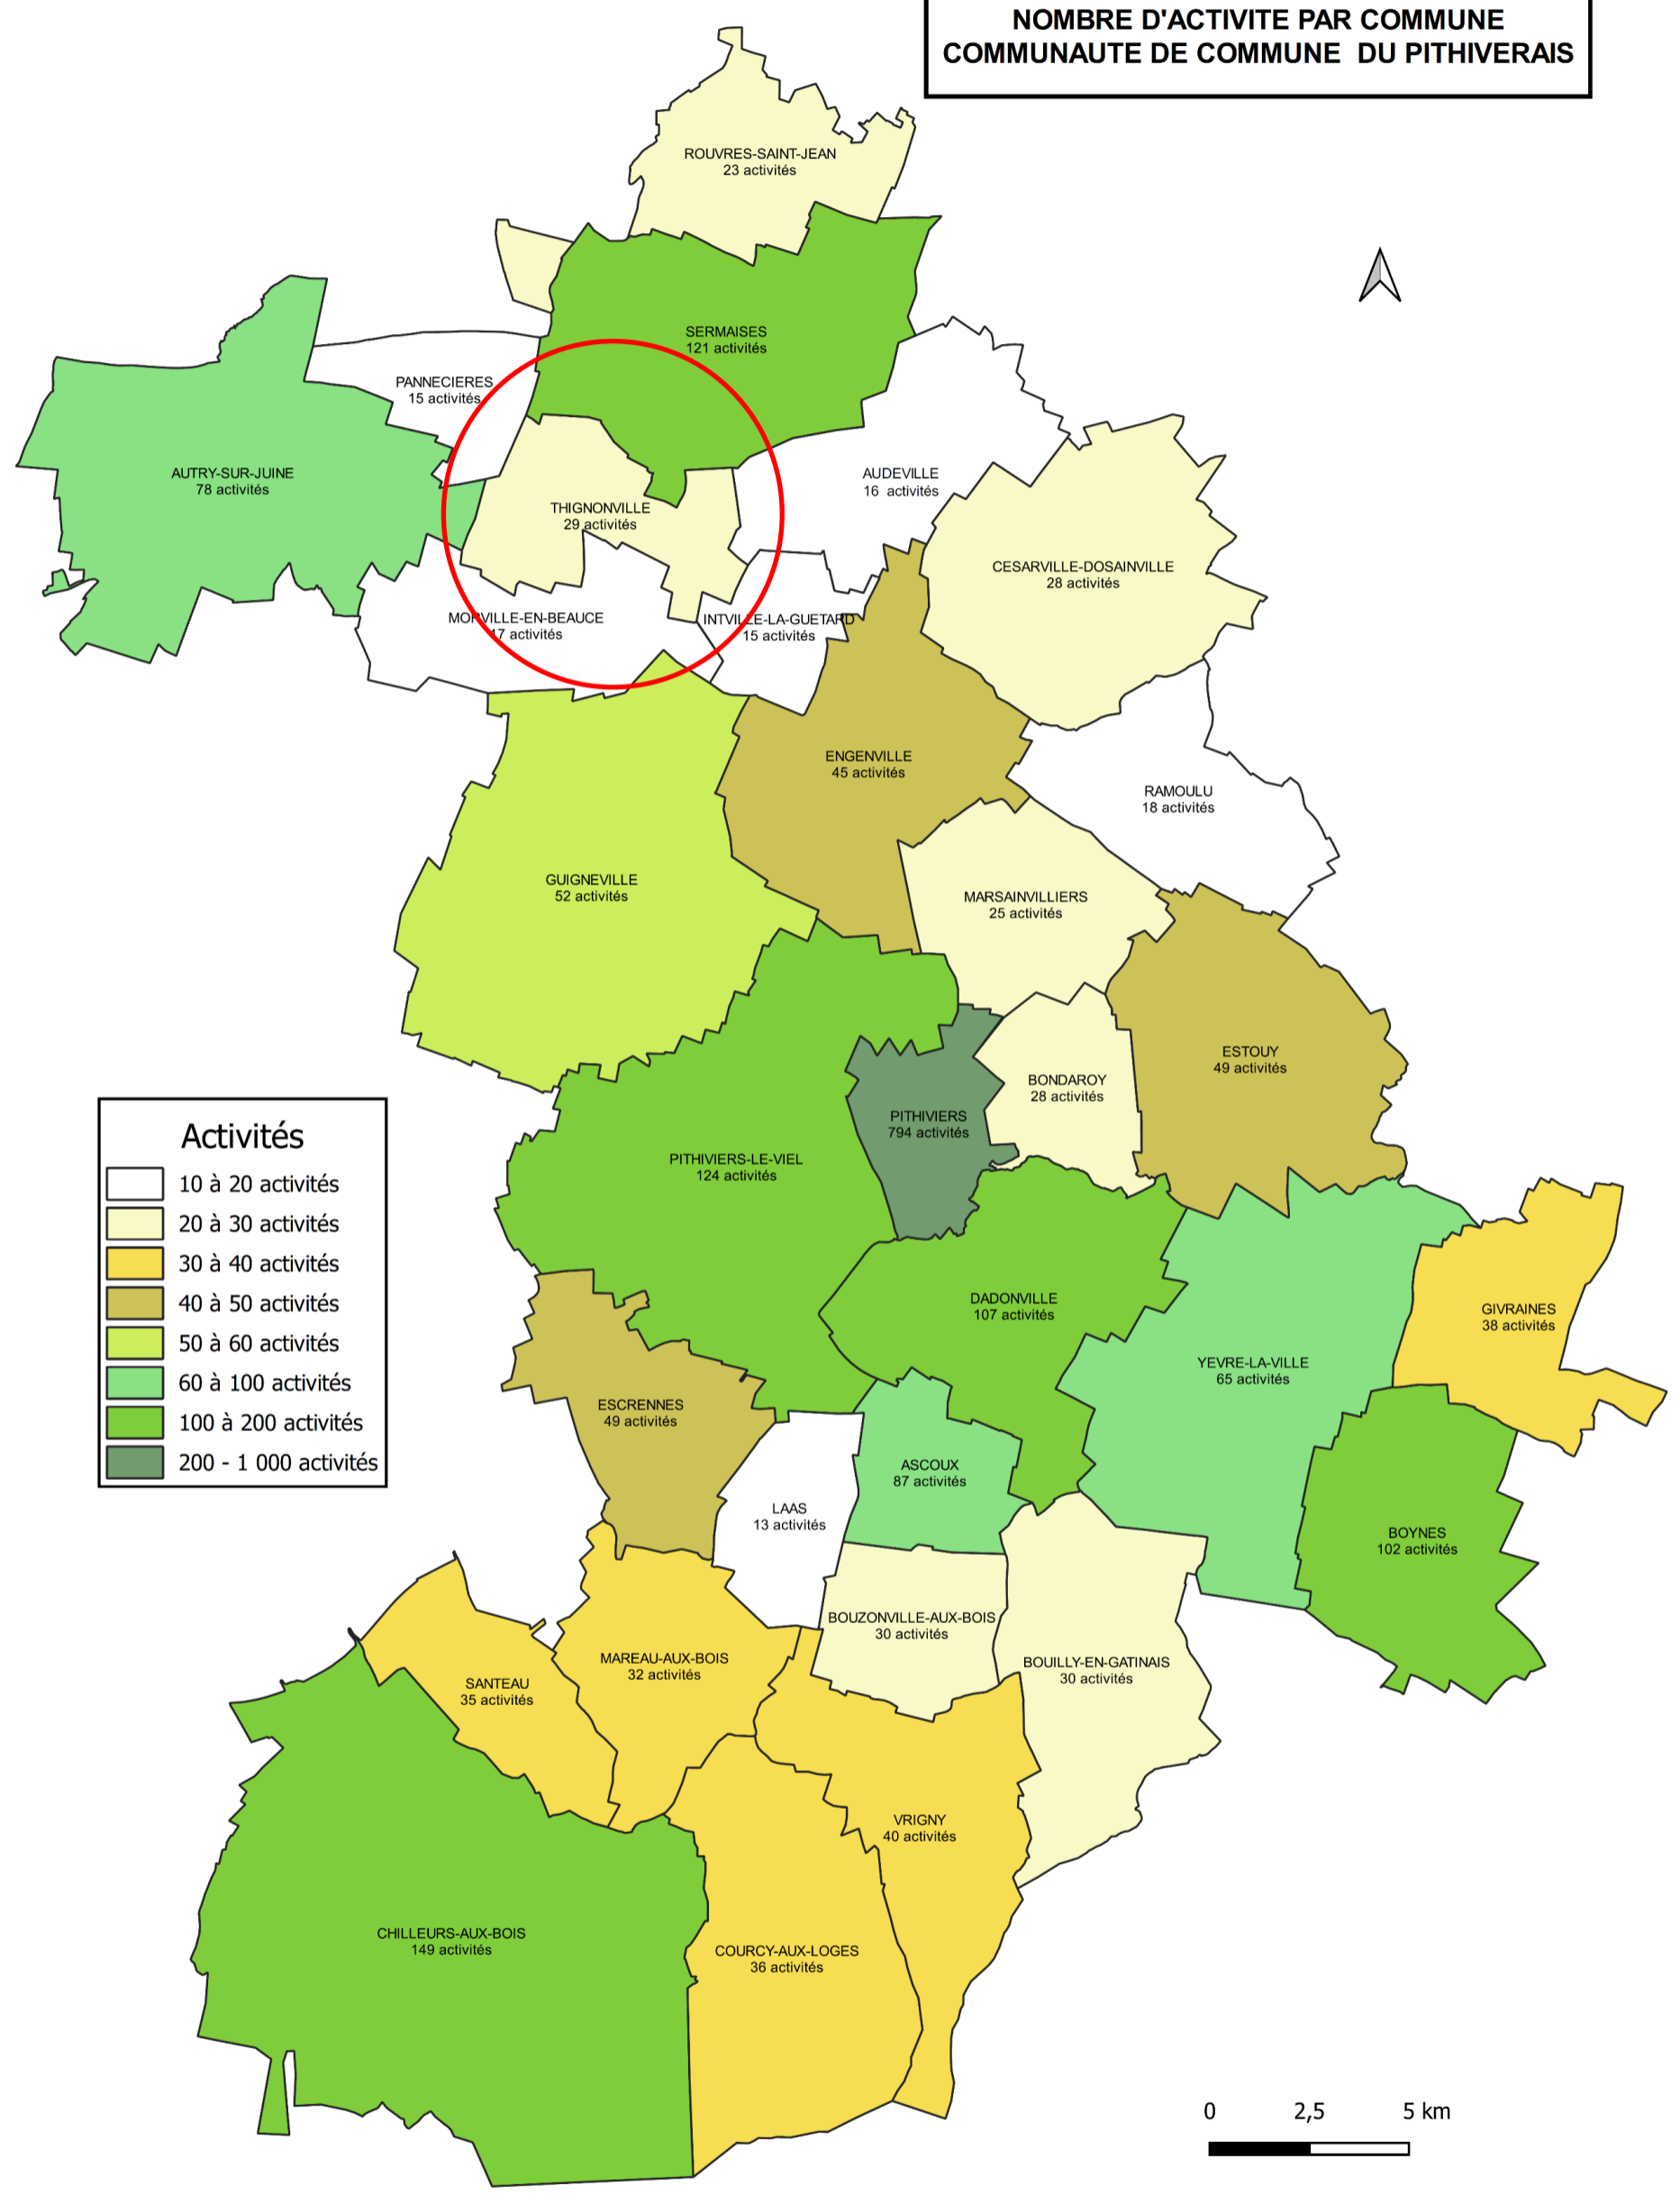 NOMBRE D'ACTIVITE PAR COMMUNE
COMMUNAUTE DE COMMUNE DU PITHIVERAIS
ROUVRES-SAINT-JEAN
23 activités
SERMAISES
121 activités
PANNECIERES
15 activités
AUTRY-SUR-JUINE
78 activités
AUDEVILLE
16 activités
THIGNONVILLE
29 activités
CESARVILLE-DOSAINVILLE
28 activités
MORVILLE-EN-BEAUCE
17 activités
INTVILLE-LA-GUETARD
15 activités
ENGENVILLE
45 activités
RAMOULU
18 activités
GUIGNEVILLE
52 activités
MARSAINVILLIERS
25 activités
ESTOUY
49 activités
BONDAROY
28 activités
PITHIVIERS
794 activités
PITHIVIERS-LE-VIEL
124 activités
Activités
10 à 20 activités
20 à 30 activités
30 à 40 activités
40 à 50 activités
50 à 60 activités
60 à 100 activités
100 à 200 activités
200 - 1 000 activités
DADONVILLE
107 activités
GIVRAINES
38 activités
YEVRE-LA-VILLE
65 activités
ESCRENNES
49 activités
ASCOUX
87 activités
LAAS
13 activités
BOYNES
102 activités
BOUZONVILLE-AUX-BOIS
30 activités
MAREAU-AUX-BOIS
32 activités
BOUILLY-EN-GATINAIS
30 activités
SANTEAU
35 activités
VRIGNY
40 activités
CHILLEURS-AUX-BOIS
149 activités
COURCY-AUX-LOGES
36 activités
0 2,5 5 km